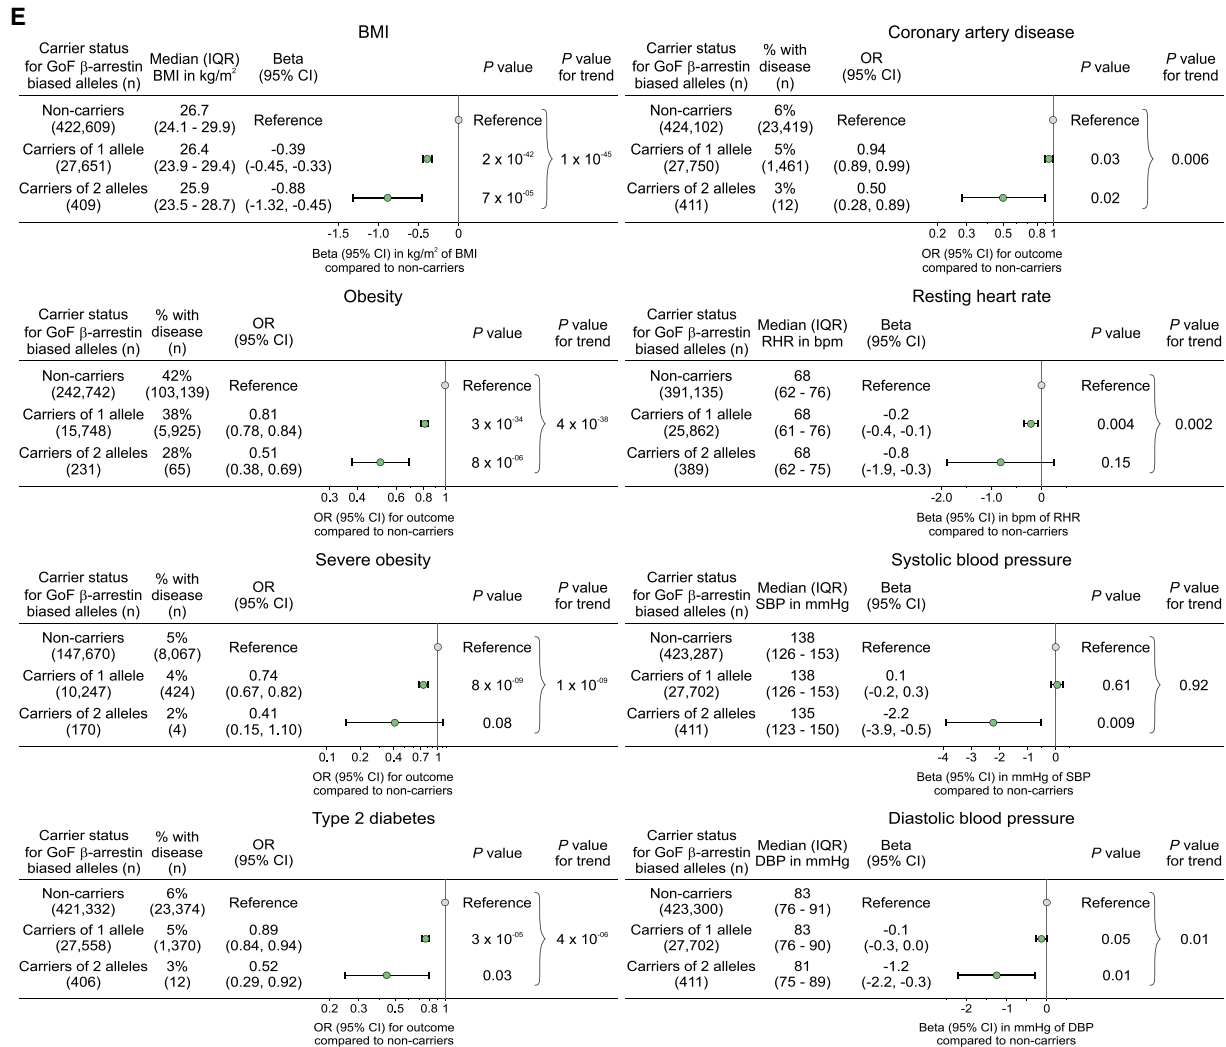 E
BMI
Carrier status
for GoF β-arrestin
biased alleles (n)
Median (IQR)
BMI in kg/m²
Beta
(95% CI)
P value
P value
for trend
Non-carriers
(422,609)
26.7
(24.1 - 29.9)
Reference
Reference
Carriers of 1 allele
(27,651)
26.4
(23.9 - 29.4)
-0.39
(-0.45, -0.33)
2 x 10⁻⁴²
1 x 10⁻⁴⁵
Carriers of 2 alleles
(409)
25.9
(23.5 - 28.7)
-0.88
(-1.32, -0.45)
7 x 10⁻⁰⁵
-1.5 -1.0 -0.5 0
Beta (95% CI) in kg/m² of BMI
compared to non-carriers
Coronary artery disease
Carrier status
for GoF β-arrestin
biased alleles (n)
% with
disease
(n)
OR
(95% CI)
P value
P value
for trend
Non-carriers
(424,102)
6%
(23,419)
Reference
Reference
Carriers of 1 allele
(27,750)
5%
(1,461)
0.94
(0.89, 0.99)
0.03
0.006
Carriers of 2 alleles
(411)
3%
(12)
0.50
(0.28, 0.89)
0.02
0.2 0.3 0.5 0.8 1
OR (95% CI) for outcome
compared to non-carriers
Obesity
Carrier status
for GoF β-arrestin
biased alleles (n)
% with
disease
(n)
OR
(95% CI)
P value
P value
for trend
Non-carriers
(242,742)
42%
(103,139)
Reference
Reference
Carriers of 1 allele
(15,748)
38%
(5,925)
0.81
(0.78, 0.84)
3 x 10⁻³⁴
4 x 10⁻³⁸
Carriers of 2 alleles
(231)
28%
(65)
0.51
(0.38, 0.69)
8 x 10⁻⁰⁶
0.3 0.4 0.6 0.8 1
OR (95% CI) for outcome
compared to non-carriers
Resting heart rate
Carrier status
for GoF β-arrestin
biased alleles (n)
Median (IQR)
RHR in bpm
Beta
(95% CI)
P value
P value
for trend
Non-carriers
(391,135)
68
(62 - 76)
Reference
Reference
Carriers of 1 allele
(25,862)
68
(61 - 76)
-0.2
(-0.4, -0.1)
0.004
0.002
Carriers of 2 alleles
(389)
68
(62 - 75)
-0.8
(-1.9, -0.3)
0.15
-2.0 -1.0 0
Beta (95% CI) in bpm of RHR
compared to non-carriers
Severe obesity
Carrier status
for GoF β-arrestin
biased alleles (n)
% with
disease
(n)
OR
(95% CI)
P value
P value
for trend
Non-carriers
(147,670)
5%
(8,067)
Reference
Reference
Carriers of 1 allele
(10,247)
4%
(424)
0.74
(0.67, 0.82)
8 x 10⁻⁰⁹
1 x 10⁻⁰⁹
Carriers of 2 alleles
(170)
2%
(4)
0.41
(0.15, 1.10)
0.08
0.1 0.2 0.4 0.7 1
OR (95% CI) for outcome
compared to non-carriers
Systolic blood pressure
Carrier status
for GoF β-arrestin
biased alleles (n)
Median (IQR)
SBP in mmHg
Beta
(95% CI)
P value
P value
for trend
Non-carriers
(423,287)
138
(126 - 153)
Reference
Reference
Carriers of 1 allele
(27,702)
138
(126 - 153)
0.1
(-0.2, 0.3)
0.61
0.92
Carriers of 2 alleles
(411)
135
(123 - 150)
-2.2
(-3.9, -0.5)
0.009
-4 -3 -2 -1 0
Beta (95% CI) in mmHg of SBP
compared to non-carriers
Type 2 diabetes
Carrier status
for GoF β-arrestin
biased alleles (n)
% with
disease
(n)
OR
(95% CI)
P value
P value
for trend
Non-carriers
(421,332)
6%
(23,374)
Reference
Reference
Carriers of 1 allele
(27,558)
5%
(1,370)
0.89
(0.84, 0.94)
3 x 10⁻⁰⁵
4 x 10⁻⁰⁶
Carriers of 2 alleles
(406)
3%
(12)
0.52
(0.29, 0.92)
0.03
0.2 0.3 0.5 0.8 1
OR (95% CI) for outcome
compared to non-carriers
Diastolic blood pressure
Carrier status
for GoF β-arrestin
biased alleles (n)
Median (IQR)
DBP in mmHg
Beta
(95% CI)
P value
P value
for trend
Non-carriers
(423,300)
83
(76 - 91)
Reference
Reference
Carriers of 1 allele
(27,702)
83
(76 - 90)
-0.1
(-0.3, 0.0)
0.05
0.01
Carriers of 2 alleles
(411)
81
(75 - 89)
-1.2
(-2.2, -0.3)
0.01
-2 -1 0
Beta (95% CI) in mmHg of DBP
compared to non-carriers